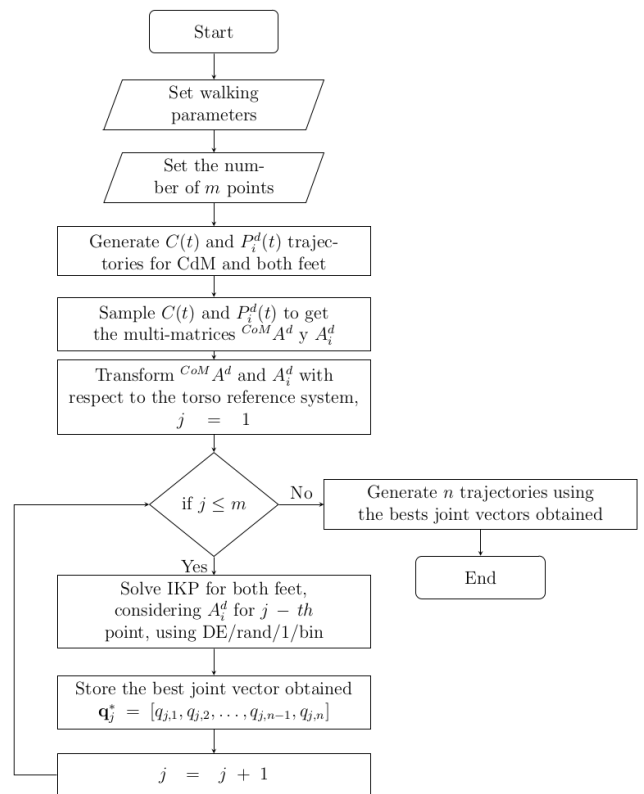 Start
Set walking
parameters
Set the num-
ber of m points
Generate C(t) and P_i^d(t) trajec-
tories for CdM and both feet
Sample C(t) and P_i^d(t) to get
the multi-matrices ^{CoM}A^d y A_i^d
Transform ^{CoM}A^d and A_i^d with
respect to the torso reference system,
j = 1
if j ≤ m
No
Generate n trajectories using
the bests joint vectors obtained
End
Yes
Solve IKP for both feet,
considering A_i^d for j − th
point, using DE/rand/1/bin
Store the best joint vector obtained
q_j^* = [q_{j,1}, q_{j,2}, . . . , q_{j,n−1}, q_{j,n}]
j = j + 1